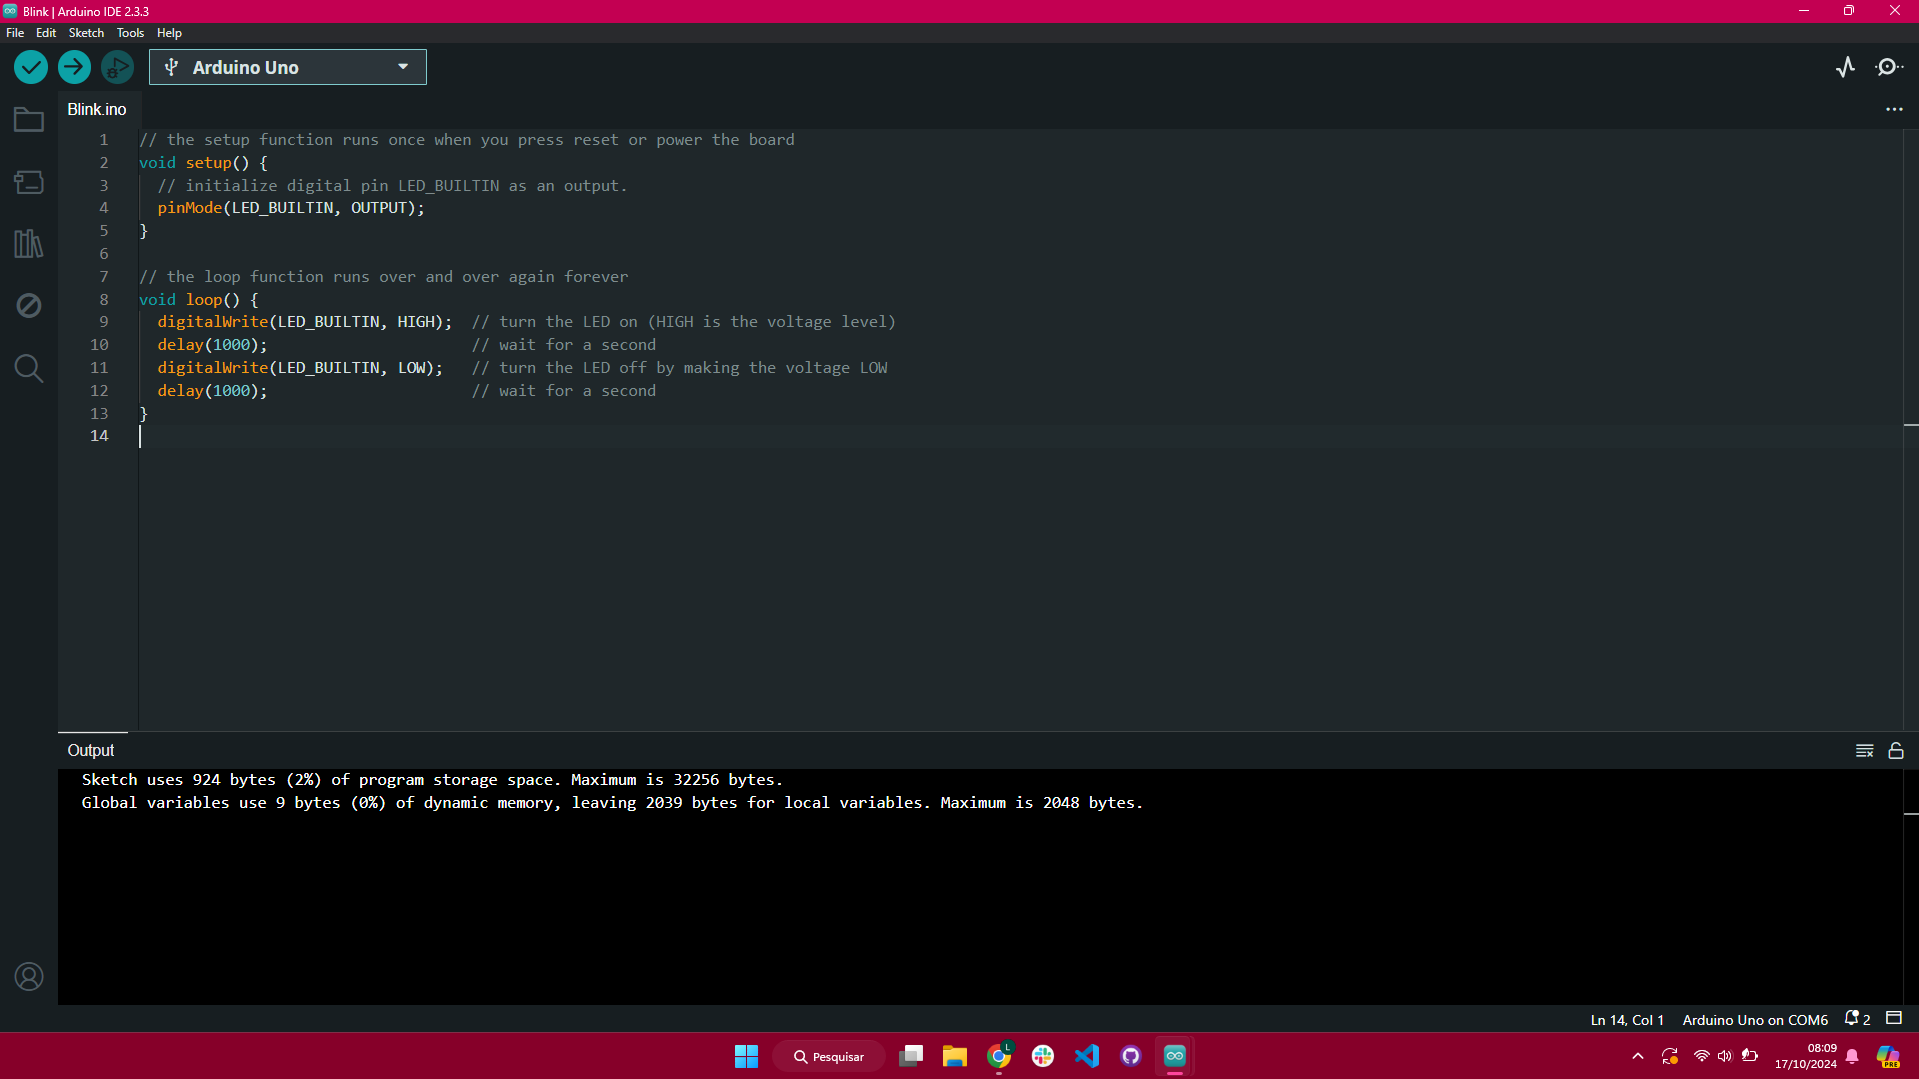 Blink | Arduino IDE 2.3.3
File Edit Sketch Tools Help
Arduino Uno
Blink.ino
1 // the setup function runs once when you press reset or power the board
2 void setup() {
3 // initialize digital pin LED_BUILTIN as an output.
4 pinMode(LED_BUILTIN, OUTPUT);
5 }
6
7 // the loop function runs over and over again forever
8 void loop() {
9 digitalWrite(LED_BUILTIN, HIGH); // turn the LED on (HIGH is the voltage level)
10 delay(1000); // wait for a second
11 digitalWrite(LED_BUILTIN, LOW); // turn the LED off by making the voltage LOW
12 delay(1000); // wait for a second
13 }
14
Output
Sketch uses 924 bytes (2%) of program storage space. Maximum is 32256 bytes.
Global variables use 9 bytes (0%) of dynamic memory, leaving 2039 bytes for local variables. Maximum is 2048 bytes.
Ln 14, Col 1 Arduino Uno on COM6 2
Pesquisar
L
08:09
17/10/2024
PRE